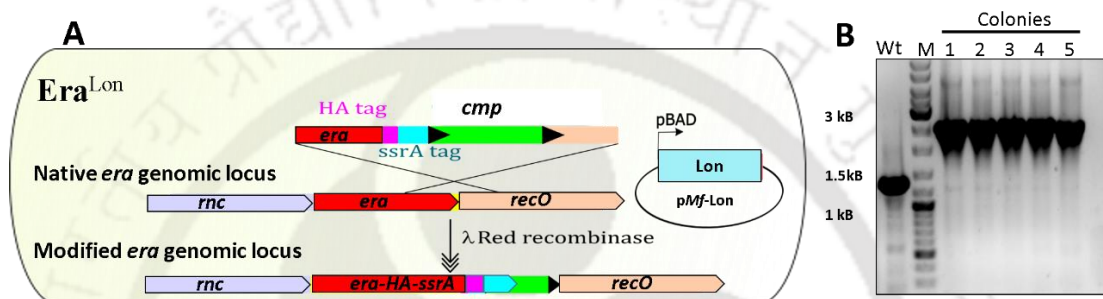 A
Era^Lon
HA tag
cmp
era
ssrA tag
pBAD
Lon
pMf-Lon
Native era genomic locus
rnc
era
recO
λ Red recombinase
Modified era genomic locus
rnc
era-HA-ssrA
recO
B
Colonies
Wt M 1 2 3 4 5
3 kB
1.5kB
1 kB